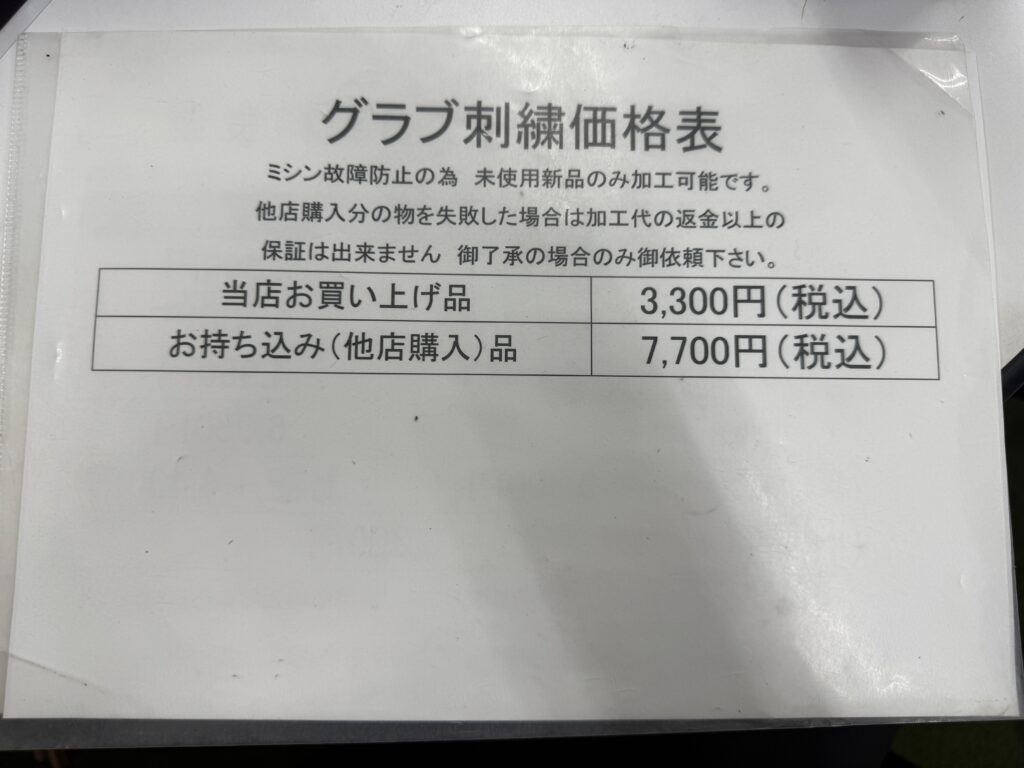 グラブ刺繍価格表
ミシン故障防止の為　未使用新品のみ加工可能です。
他店購入分の物を失敗した場合は加工代の返金以上の
保証は出来ません　御了承の場合のみ御依頼下さい。
当店お買い上げ品　3,300円（税込）
お持ち込み（他店購入）品　7,700円（税込）